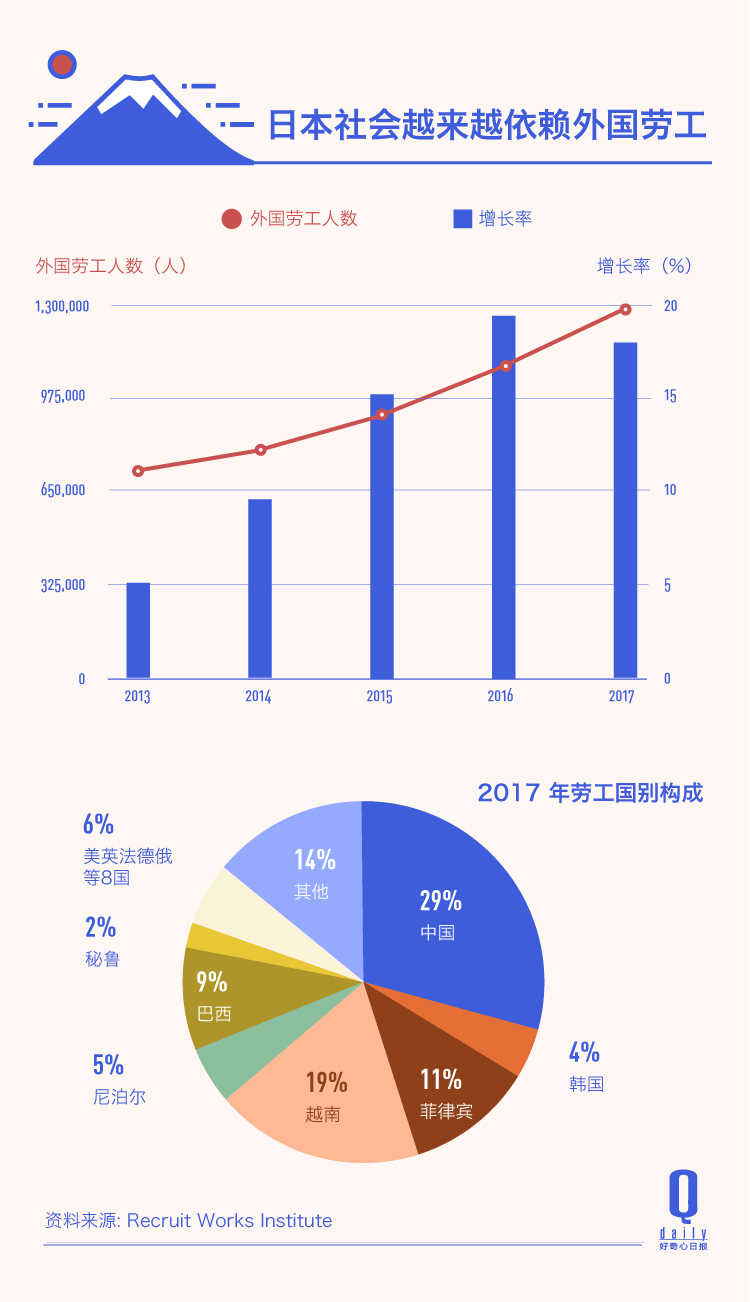 日本社会越来越依赖外国劳工
外国劳工人数
增长率
外国劳工人数（人）
增长率（%）
1,300,000
20
975,000
15
650,000
10
325,000
5
0
0
2013
2014
2015
2016
2017
2017 年劳工国别构成
6%
美英法德俄
等8国
14%
其他
29%
中国
2%
秘鲁
9%
巴西
5%
尼泊尔
4%
韩国
19%
越南
11%
菲律宾
资料来源: Recruit Works Institute
Q
daily
好奇心日报